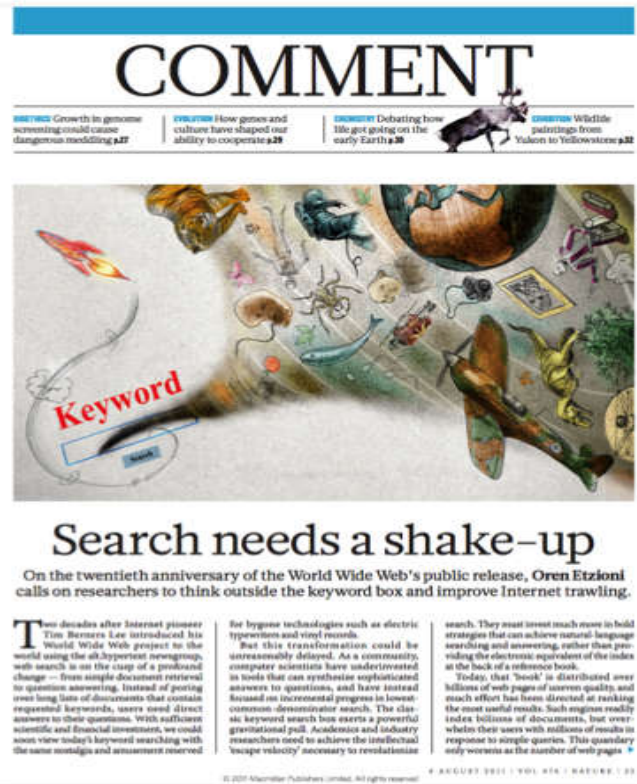 COMMENT
BIOETHICS Growth in genome
screening could cause
dangerous meddling p.27
EVOLUTION How genes and
culture have shaped our
ability to cooperate p.29
CHEMISTRY Debating how
life got going on the
early Earth p.30
EXHIBITION Wildlife
paintings from
Yukon to Yellowstone p.32
Keyword
Search
Search needs a shake-up
On the twentieth anniversary of the World Wide Web's public release, Oren Etzioni
calls on researchers to think outside the keyword box and improve Internet trawling.
Two decades after Internet pioneer
Tim Berners Lee introduced his
World Wide Web project to the
world using the alt.hypertext newsgroup,
web search is on the cusp of a profound
change — from simple document retrieval
to question answering. Instead of poring
over long lists of documents that contain
requested keywords, users need direct
answers to their questions. With sufficient
scientific and financial investment, we could
soon view today's keyword searching with
the same nostalgia and amusement reserved
for bygone technologies such as electric
typewriters and vinyl records.
But this transformation could be
unreasonably delayed. As a community,
computer scientists have underinvested
in tools that can synthesize sophisticated
answers to questions, and have instead
focused on incremental progress in lowest-
common-denominator search. The clas-
sic keyword search box exerts a powerful
gravitational pull. Academics and industry
researchers need to achieve the intellectual
'escape velocity' necessary to revolutionize
search. They must invest much more in bold
strategies that can achieve natural-language
searching and answering, rather than pro-
viding the electronic equivalent of the index
at the back of a reference book.
Today, that 'book' is distributed over
billions of web pages of uneven quality, and
much effort has been directed at ranking
the most useful results. Such engines readily
index billions of documents, but over-
whelm their users with millions of results in
response to simple queries. This quandary
only worsens as the number of web pages
4 AUGUST 2011 | VOL 476 | NATURE | 25
© 2011 Macmillan Publishers Limited. All rights reserved